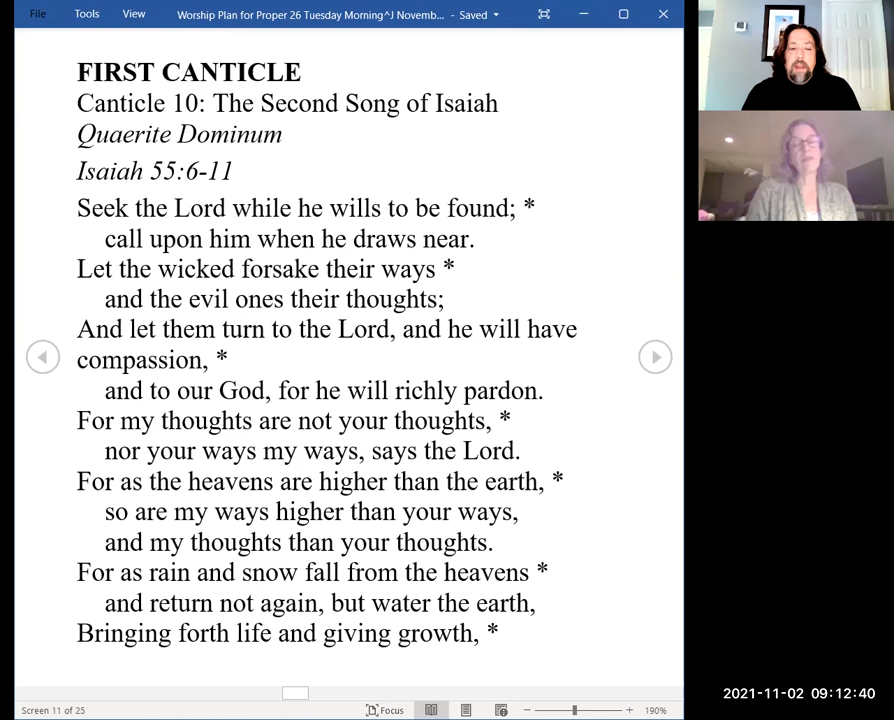 File Tools View Worship Plan for Proper 26 Tuesday Morning^J Novemb... - Saved
FIRST CANTICLE
Canticle 10: The Second Song of Isaiah
Quaerite Dominum
Isaiah 55:6-11
Seek the Lord while he wills to be found; *
call upon him when he draws near.
Let the wicked forsake their ways *
and the evil ones their thoughts;
And let them turn to the Lord, and he will have
compassion, *
and to our God, for he will richly pardon.
For my thoughts are not your thoughts, *
nor your ways my ways, says the Lord.
For as the heavens are higher than the earth, *
so are my ways higher than your ways,
and my thoughts than your thoughts.
For as rain and snow fall from the heavens *
and return not again, but water the earth,
Bringing forth life and giving growth, *
2021-11-02 09:12:40
Screen 11 of 25 Focus 190%